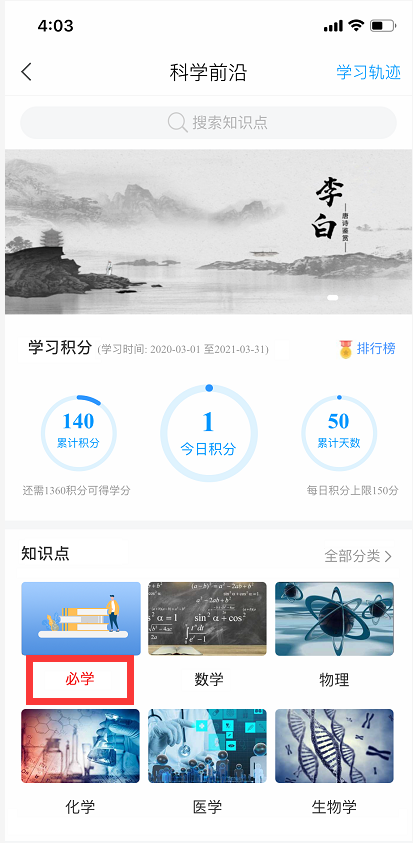 4:03
科学前沿
学习轨迹
搜索知识点
李白
唐诗鉴赏
学习积分 (学习时间: 2020-03-01 至2021-03-31)
排行榜
140
累计积分
1
今日积分
50
累计天数
还需1360积分可得学分
每日积分上限150分
知识点
全部分类
必学
数学
物理
化学
医学
生物学